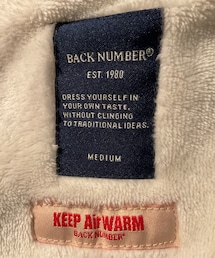 BACK NUMBER®
EST. 1980
DRESS YOURSELF IN
YOUR OWN TASTE,
WITHOUT CLINGING
TO TRADITIONAL IDEAS.
MEDIUM
KEEP Air WARM
BACK NUMBER®